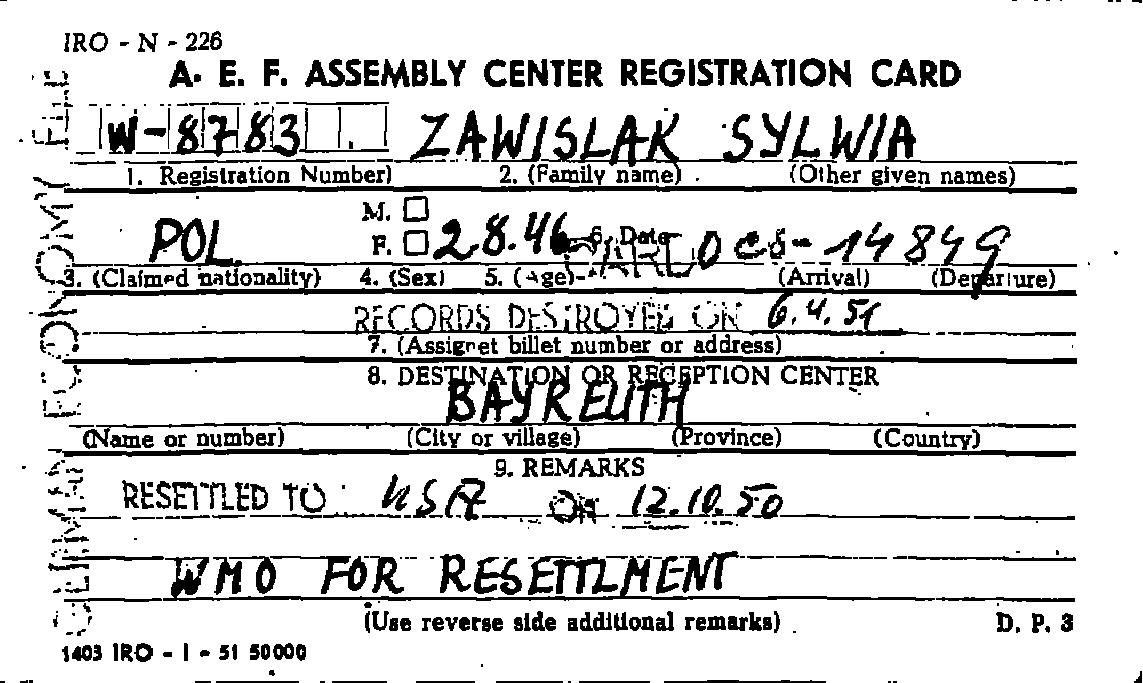 IRO - N - 226
A. E. F. ASSEMBLY CENTER REGISTRATION CARD
W-8783 ZAWISLAK SYLWIA
1. Registration Number) 2. (Family name) (Other given names)
M.
POL. F. 2.8.46 6. Date 14849
3. (Claimed nationality) 4. (Sex) 5. (Age) (Arrival) (Departure)
RECORDS DESTROYED ON 6.4.51
7. (Assignet billet number or address)
8. DESTINATION OR RECEPTION CENTER
BAYREUTH
(Name or number) (City or village) (Province) (Country)
9. REMARKS
RESETTLED TO USA ON 12.10.50
WMO FOR RESETTLMENT
(Use reverse side additional remarks) D. P. 3
1403 IRO - I - 51 50000